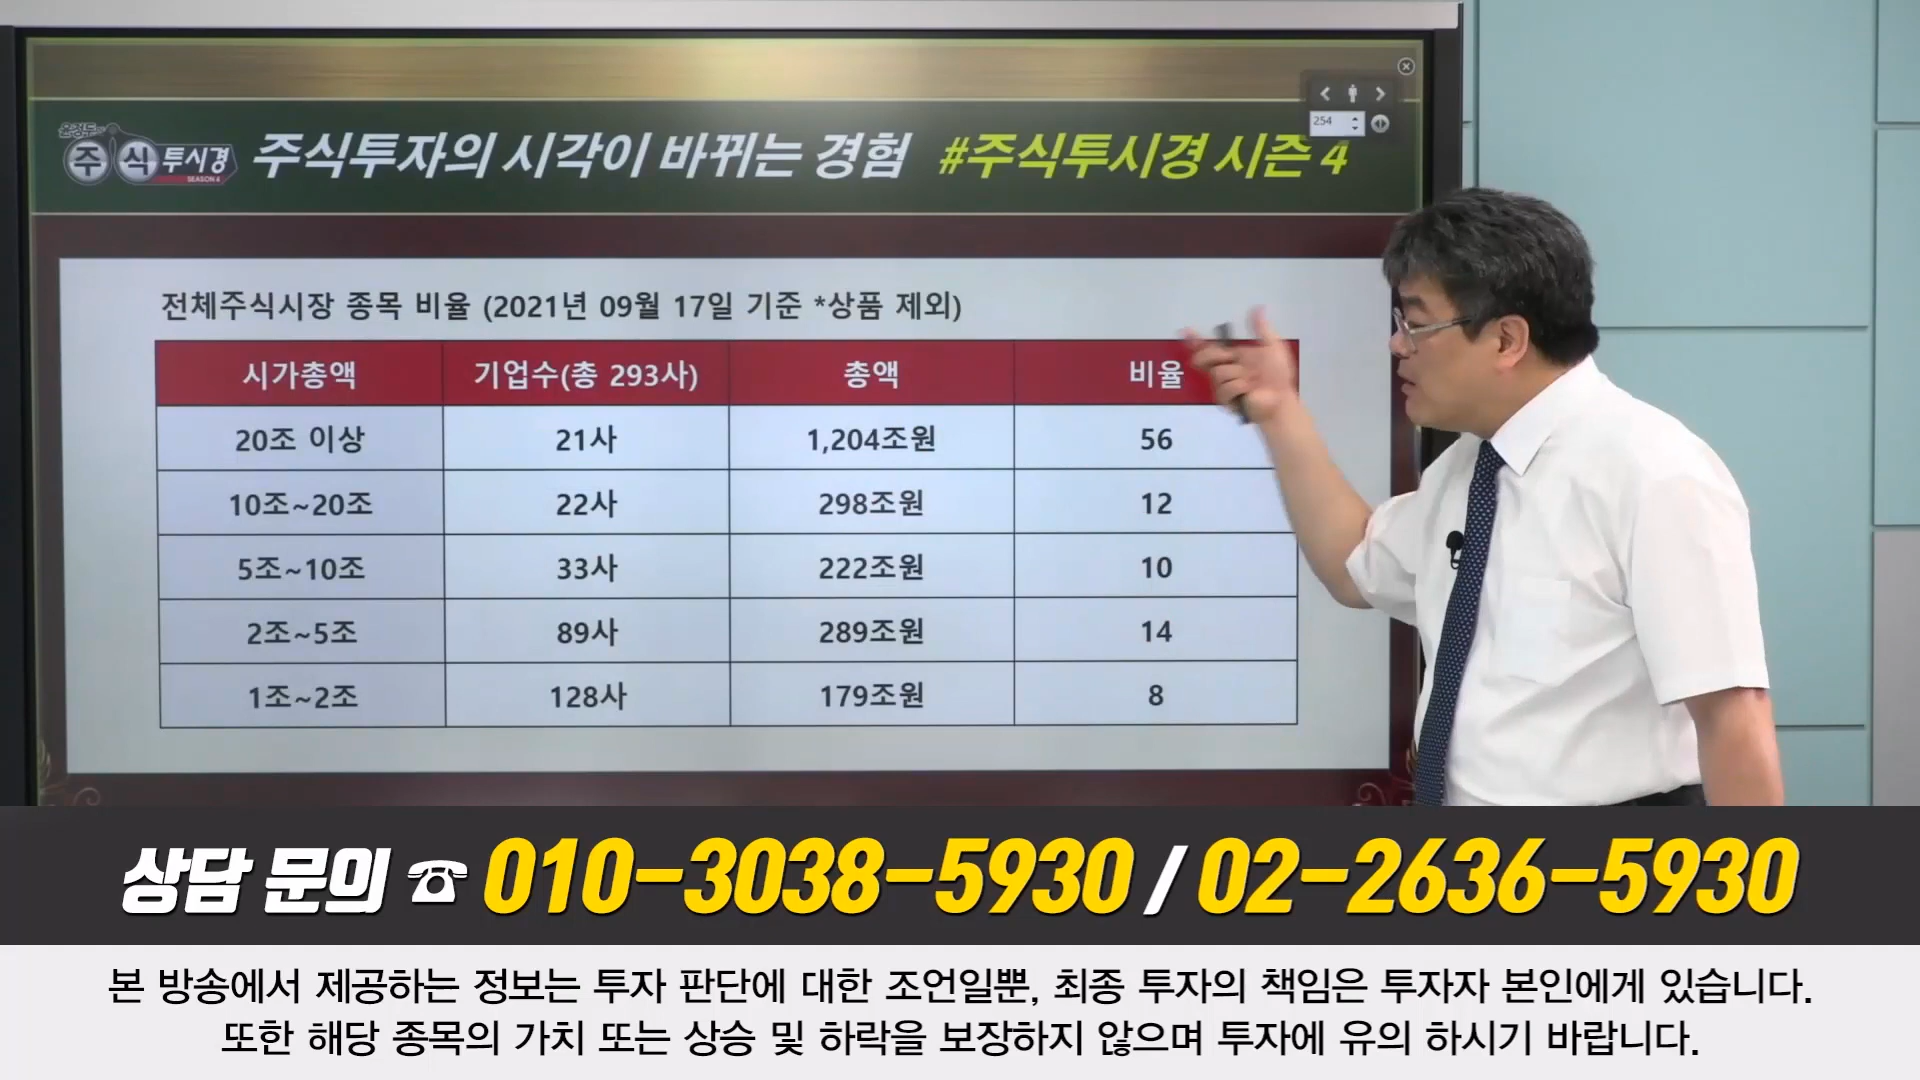 윤정두의
주식투시경
SEASON 4
주식투자의 시각이 바뀌는 경험 #주식투시경 시즌 4
254
전체주식시장 종목 비율 (2021년 09월 17일 기준 *상품 제외)
시가총액 기업수(총 293사) 총액 비율
20조 이상 21사 1,204조원 56
10조~20조 22사 298조원 12
5조~10조 33사 222조원 10
2조~5조 89사 289조원 14
1조~2조 128사 179조원 8
상담 문의 ☎ 010-3038-5930 / 02-2636-5930
본 방송에서 제공하는 정보는 투자 판단에 대한 조언일뿐, 최종 투자의 책임은 투자자 본인에게 있습니다.
또한 해당 종목의 가치 또는 상승 및 하락을 보장하지 않으며 투자에 유의 하시기 바랍니다.